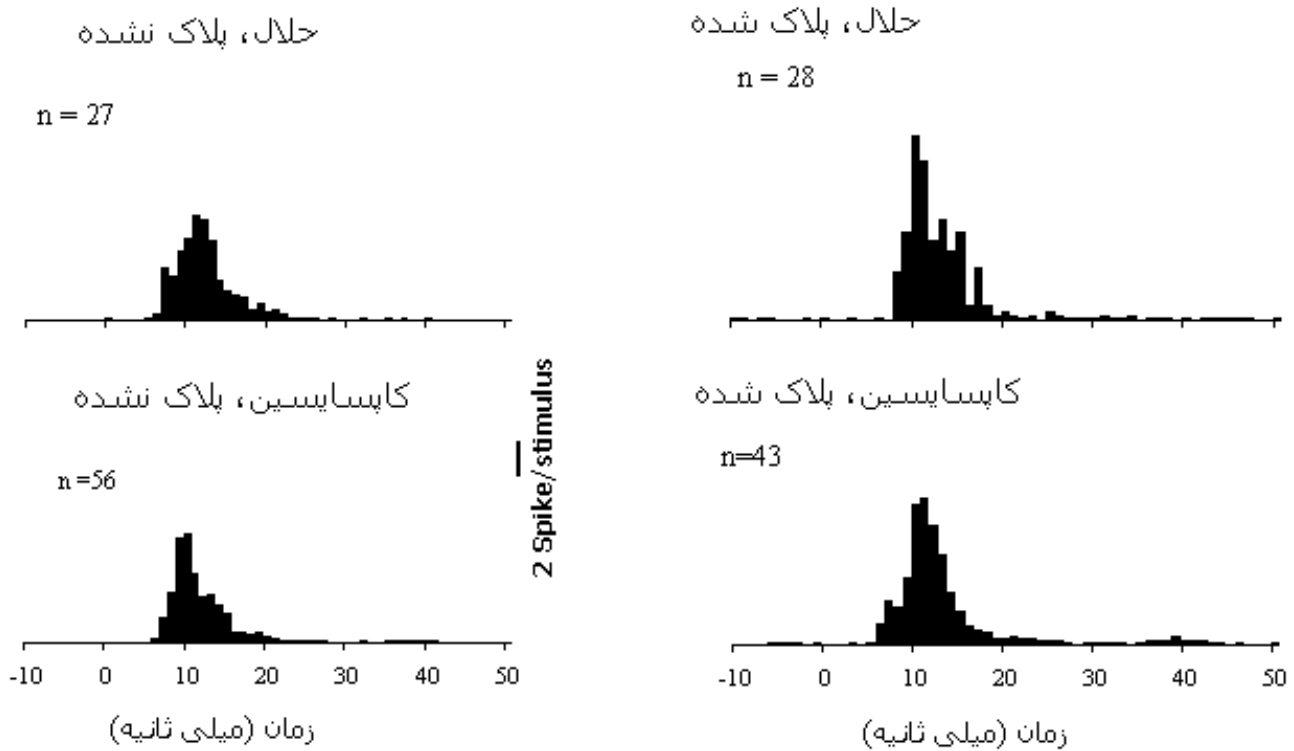 حلال، پلاک نشده
n = 27
حلال، پلاک شده
n = 28
کاپسایسین، پلاک نشده
n =56
2 Spike/stimulus
کاپسایسین، پلاک شده
n=43
-10 0 10 20 30 40 50
زمان (میلی ثانیه)
-10 0 10 20 30 40 50
زمان (میلی ثانیه)